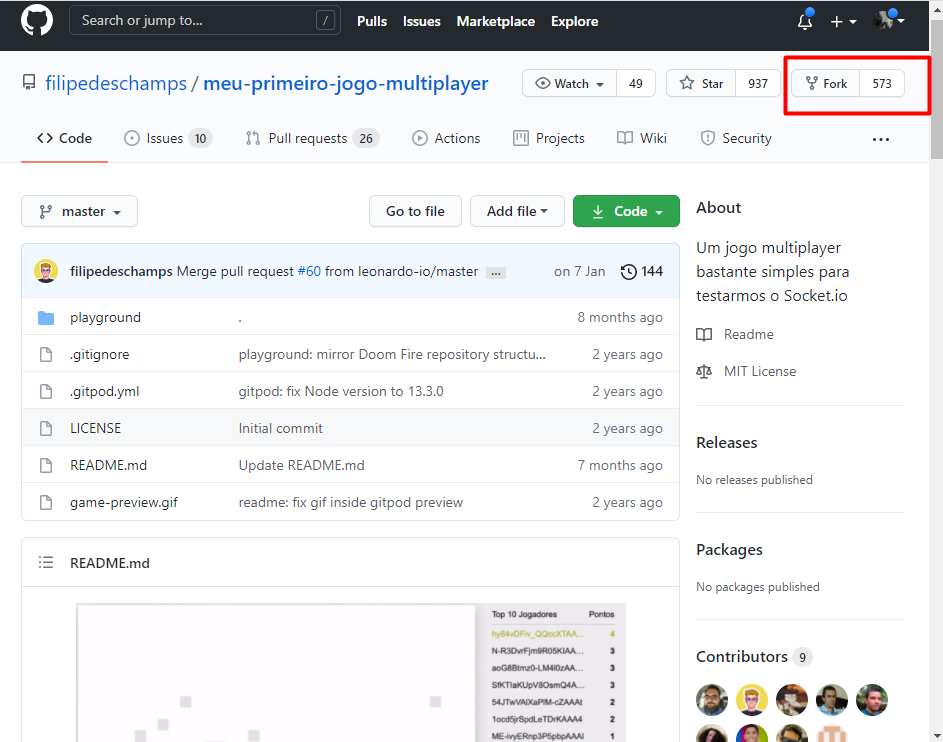 Search or jump to... /
Pulls Issues Marketplace Explore
filipedeschamps / meu-primeiro-jogo-multiplayer
Watch 49 Star 937 Fork 573
Code Issues 10 Pull requests 26 Actions Projects Wiki Security ...
master Go to file Add file Code
filipedeschamps Merge pull request #60 from leonardo-io/master ... on 7 Jan 144
playground . 8 months ago
.gitignore playground: mirror Doom Fire repository structu... 2 years ago
.gitpod.yml gitpod: fix Node version to 13.3.0 2 years ago
LICENSE Initial commit 2 years ago
README.md Update README.md 7 months ago
game-preview.gif readme: fix gif inside gitpod preview 2 years ago
README.md
Top 10 Jogadores Pontos
hy64vDFiv_QQccXTAA... 4
N-R3DvrFjm9R05KIAA... 3
aoG8Btmz0-LM4l0zAA... 3
SfKTIaKUpV8OsmQ4A... 3
54JTwVAIXaPIM-cZAAAt 2
1ocd5jrSpdLeTDrKAAA4 2
ME-ivyERnp3P5pbpAAAl 1
About
Um jogo multiplayer
bastante simples para
testarmos o Socket.io
Readme
MIT License
Releases
No releases published
Packages
No packages published
Contributors 9